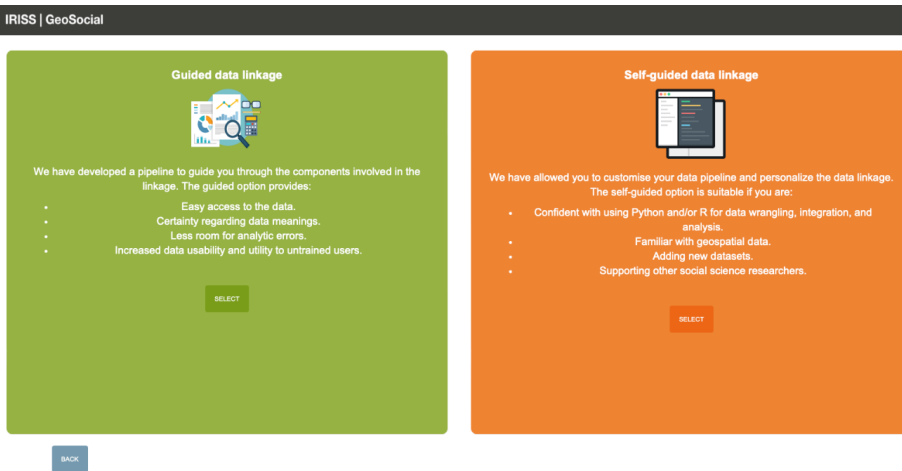 IRISS | GeoSocial
Guided data linkage
We have developed a pipeline to guide you through the components involved in the
linkage. The guided option provides:
• Easy access to the data.
• Certainty regarding data meanings.
• Less room for analytic errors.
• Increased data usability and utility to untrained users.
SELECT
Self-guided data linkage
We have allowed you to customise your data pipeline and personalize the data linkage.
The self-guided option is suitable if you are:
• Confident with using Python and/or R for data wrangling, integration, and
analysis.
• Familiar with geospatial data.
• Adding new datasets.
• Supporting other social science researchers.
SELECT
BACK